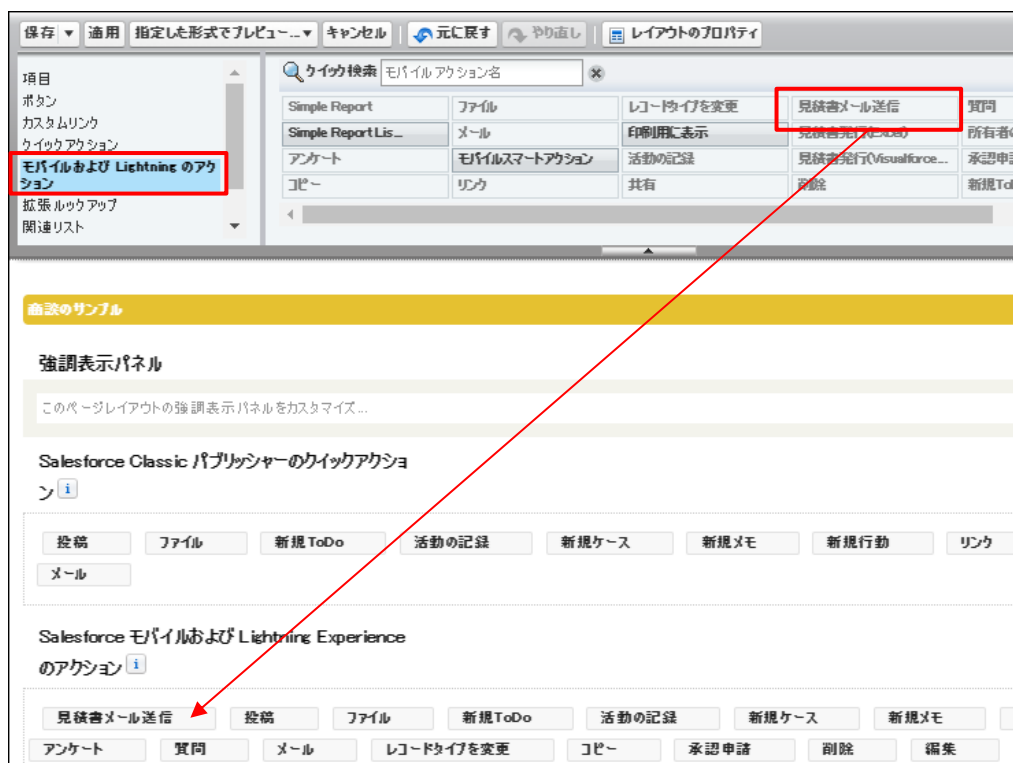 保存 ▼ 適用 指定した形式でプレビュー...▼ キャンセル 元に戻す やり直し レイアウトのプロパティ
項目
ボタン
カスタムリンク
クイックアクション
モバイルおよび Lightning のアク
ション
拡張ルックアップ
関連リスト
クイック検索 モバイル アクション名
Simple Report ファイル レコードタイプを変更 見積書メール送信 質問
Simple Report Lis... メール 印刷用に表示 見積書発行(Excel) 所有者の
アンケート モバイルスマートアクション 活動の記録 見積書発行(Visualforce... 承認申請
コピー リンク 共有 削除 新規ToD
商談のサンプル
強調表示パネル
このページレイアウトの強調表示パネルをカスタマイズ...
Salesforce Classic パブリッシャーのクイックアクショ
ン
投稿 ファイル 新規ToDo 活動の記録 新規ケース 新規メモ 新規行動 リンク
メール
Salesforce モバイルおよび Lightning Experience
のアクション
見積書メール送信 投稿 ファイル 新規ToDo 活動の記録 新規ケース 新規メモ
アンケート 質問 メール レコードタイプを変更 コピー 承認申請 削除 編集